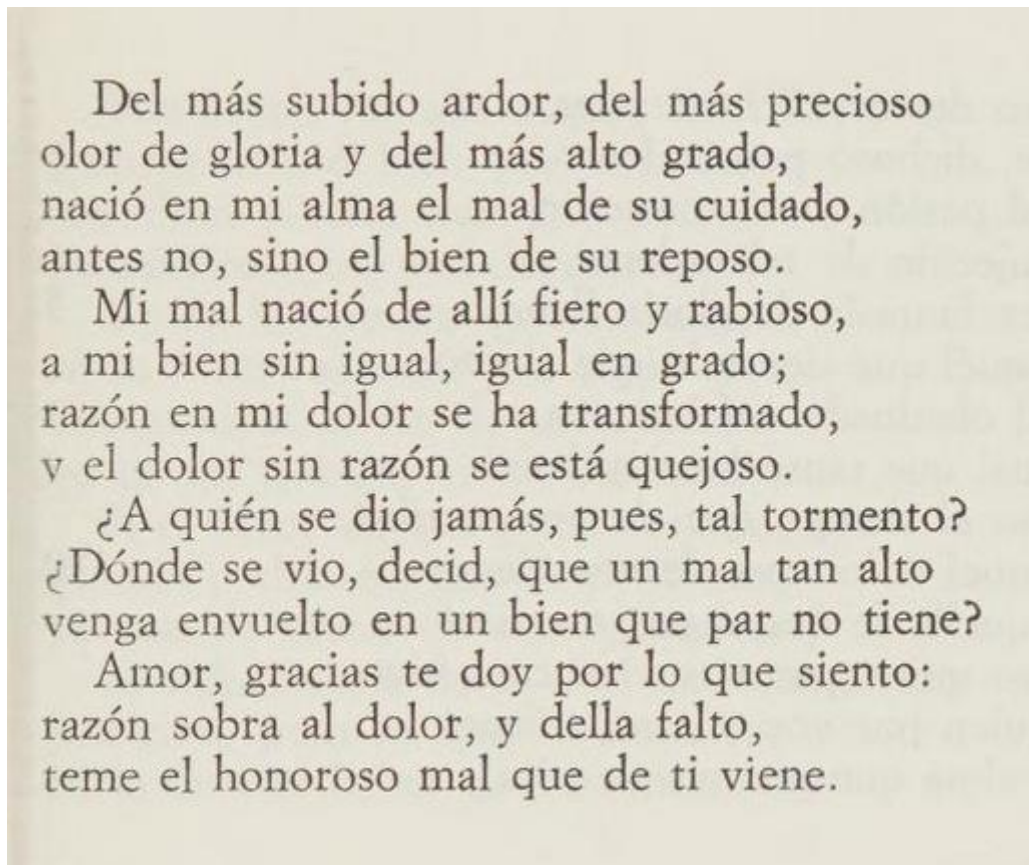 Del más subido ardor, del más precioso
olor de gloria y del más alto grado,
nació en mi alma el mal de su cuidado,
antes no, sino el bien de su reposo.
Mi mal nació de allí fiero y rabioso,
a mi bien sin igual, igual en grado;
razón en mi dolor se ha transformado,
y el dolor sin razón se está quejoso.
¿A quién se dio jamás, pues, tal tormento?
¿Dónde se vio, decid, que un mal tan alto
venga envuelto en un bien que par no tiene?
Amor, gracias te doy por lo que siento:
razón sobra al dolor, y della falto,
teme el honoroso mal que de ti viene.